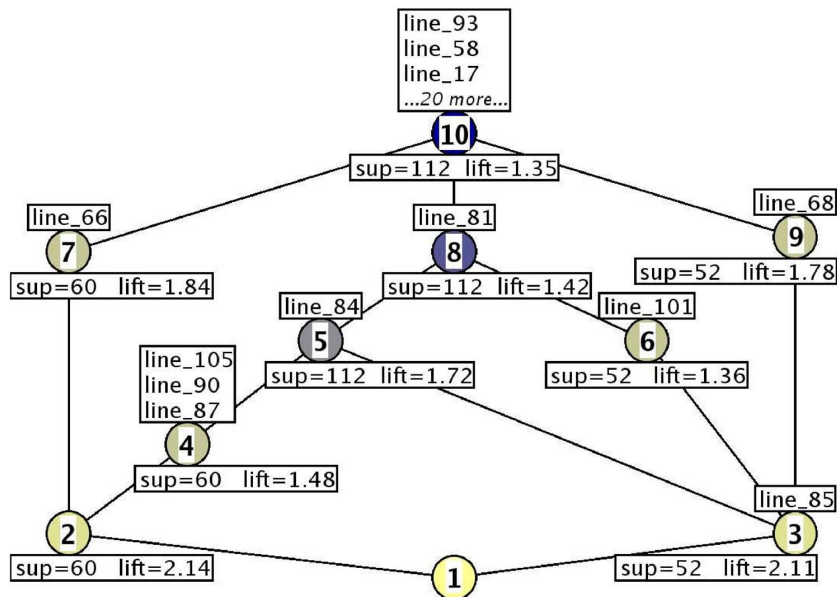 line_93
line_58
line_17
...20 more...
10
sup=112 lift=1.35
line_66
line_81
line_68
7
8
9
sup=60 lift=1.84
sup=112 lift=1.42
sup=52 lift=1.78
line_84
line_101
5
6
line_105
line_90
line_87
sup=112 lift=1.72
sup=52 lift=1.36
4
sup=60 lift=1.48
line_85
2
3
sup=60 lift=2.14
sup=52 lift=2.11
1